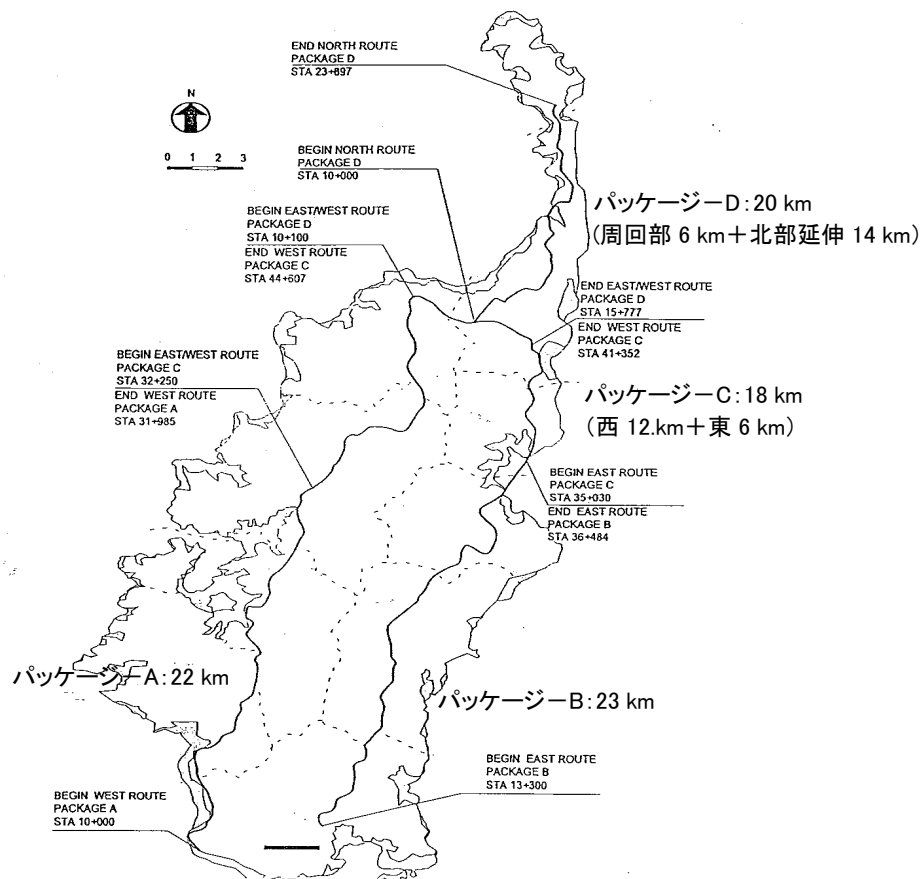 END NORTH ROUTE
PACKAGE D
STA 23+697
N
0 1 2 3
BEGIN NORTH ROUTE
PACKAGE D
STA 10+000
パッケージーD：20 km
（周回部 6 km＋北部延伸 14 km）
BEGIN EAST/WEST ROUTE
PACKAGE D
STA 10+100
END WEST ROUTE
PACKAGE C
STA 44+607
END EAST/WEST ROUTE
PACKAGE D
STA 15+777
END WEST ROUTE
PACKAGE C
STA 41+352
BEGIN EAST/WEST ROUTE
PACKAGE C
STA 32+250
END WEST ROUTE
PACKAGE A
STA 31+985
パッケージーC：18 km
（西 12.km＋東 6 km）
BEGIN EAST ROUTE
PACKAGE C
STA 35+030
END EAST ROUTE
PACKAGE B
STA 36+484
パッケージーA：22 km
パッケージーB：23 km
BEGIN EAST ROUTE
PACKAGE B
STA 13+300
BEGIN WEST ROUTE
PACKAGE A
STA 10+000